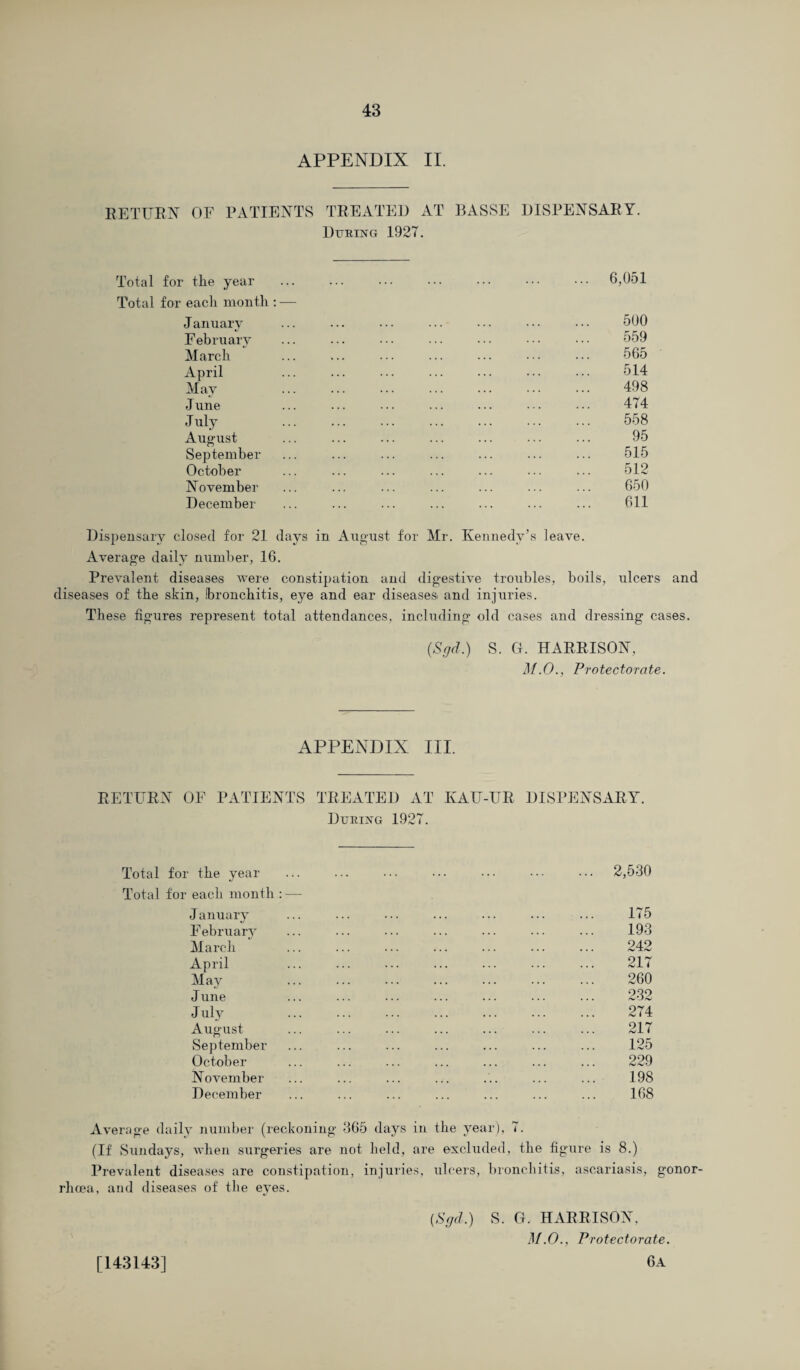 43
APPENDIX II.
RETURN OF PATIENTS TREATED AT BASSE DISPENSARY.
During 1927.
Total for the year ... ... ... ... ... ... ... 6,051
Total for each month :—
January ... ... ... ... ... ... ... 500
February ... ... ... ... ... ... ... 559
March ... ... ... ... ... ... ... 565
April ... ... ... ... ... ... ... 514
May ... ... ... ... ... ... ... 498
June ... ... ... ... ... ... ... 474
July ... ... ... ... ... ... ... 558
August ... ... ... ... ... ... ... 95
September ... ... ... ... ... ... ... 515
October ... ... ... ... ... ... ... 512
November ... ... ... ... ... ... ... 650
December ... ... ... ... ... ... ... 611
Dispensary closed for 21 days in August for Mr. Kennedy's leave.
Average daily number, 16.
Prevalent diseases were constipation and digestive troubles, boils, ulcers and
diseases of the skin, bronchitis, eye and ear diseases and injuries.
These figures represent total attendances, including old cases and dressing cases.
(Sgd.) S. G. HARRISON,
M.O., Protectorate.
APPENDIX III.
RETURN OF PATIENTS TREATED AT KAU-UR DISPENSARY.
During 1927.
Total for the year ... ... ... ... ... ... ... 2,530
Total for each month :—
January ... ... ... ... ... ... ... 175
February ... ... ... ... ... ... ... 193
March ... ... ... ... ... ... ... 242
April ... ... ... ... ... ... ... 217
May ... ... ... ... ... ... ... 260
June ... ... ... ... ... ... ... 232
July ... ... ... ... ... ... ... 274
August ... ... ... ... ... ... ... 217
September ... ... ... ... ... ... ... 125
October ... ... ... ... ... ... ... 229
November ... ... ... ... ... ... ... 198
December ... ... ... ... ... ... ... 168
Average daily number (reckoning 365 days in the year), 7.
(If Sundays, when surgeries are not held, are excluded, the figure is 8.)
Prevalent diseases are constipation, injuries, ulcers, bronchitis, ascariasis, gonor-
rhœa, and diseases of the eyes.
(Sgd.) S. G. HARRISON,
M.O., Protectorate.
[143143] 6A